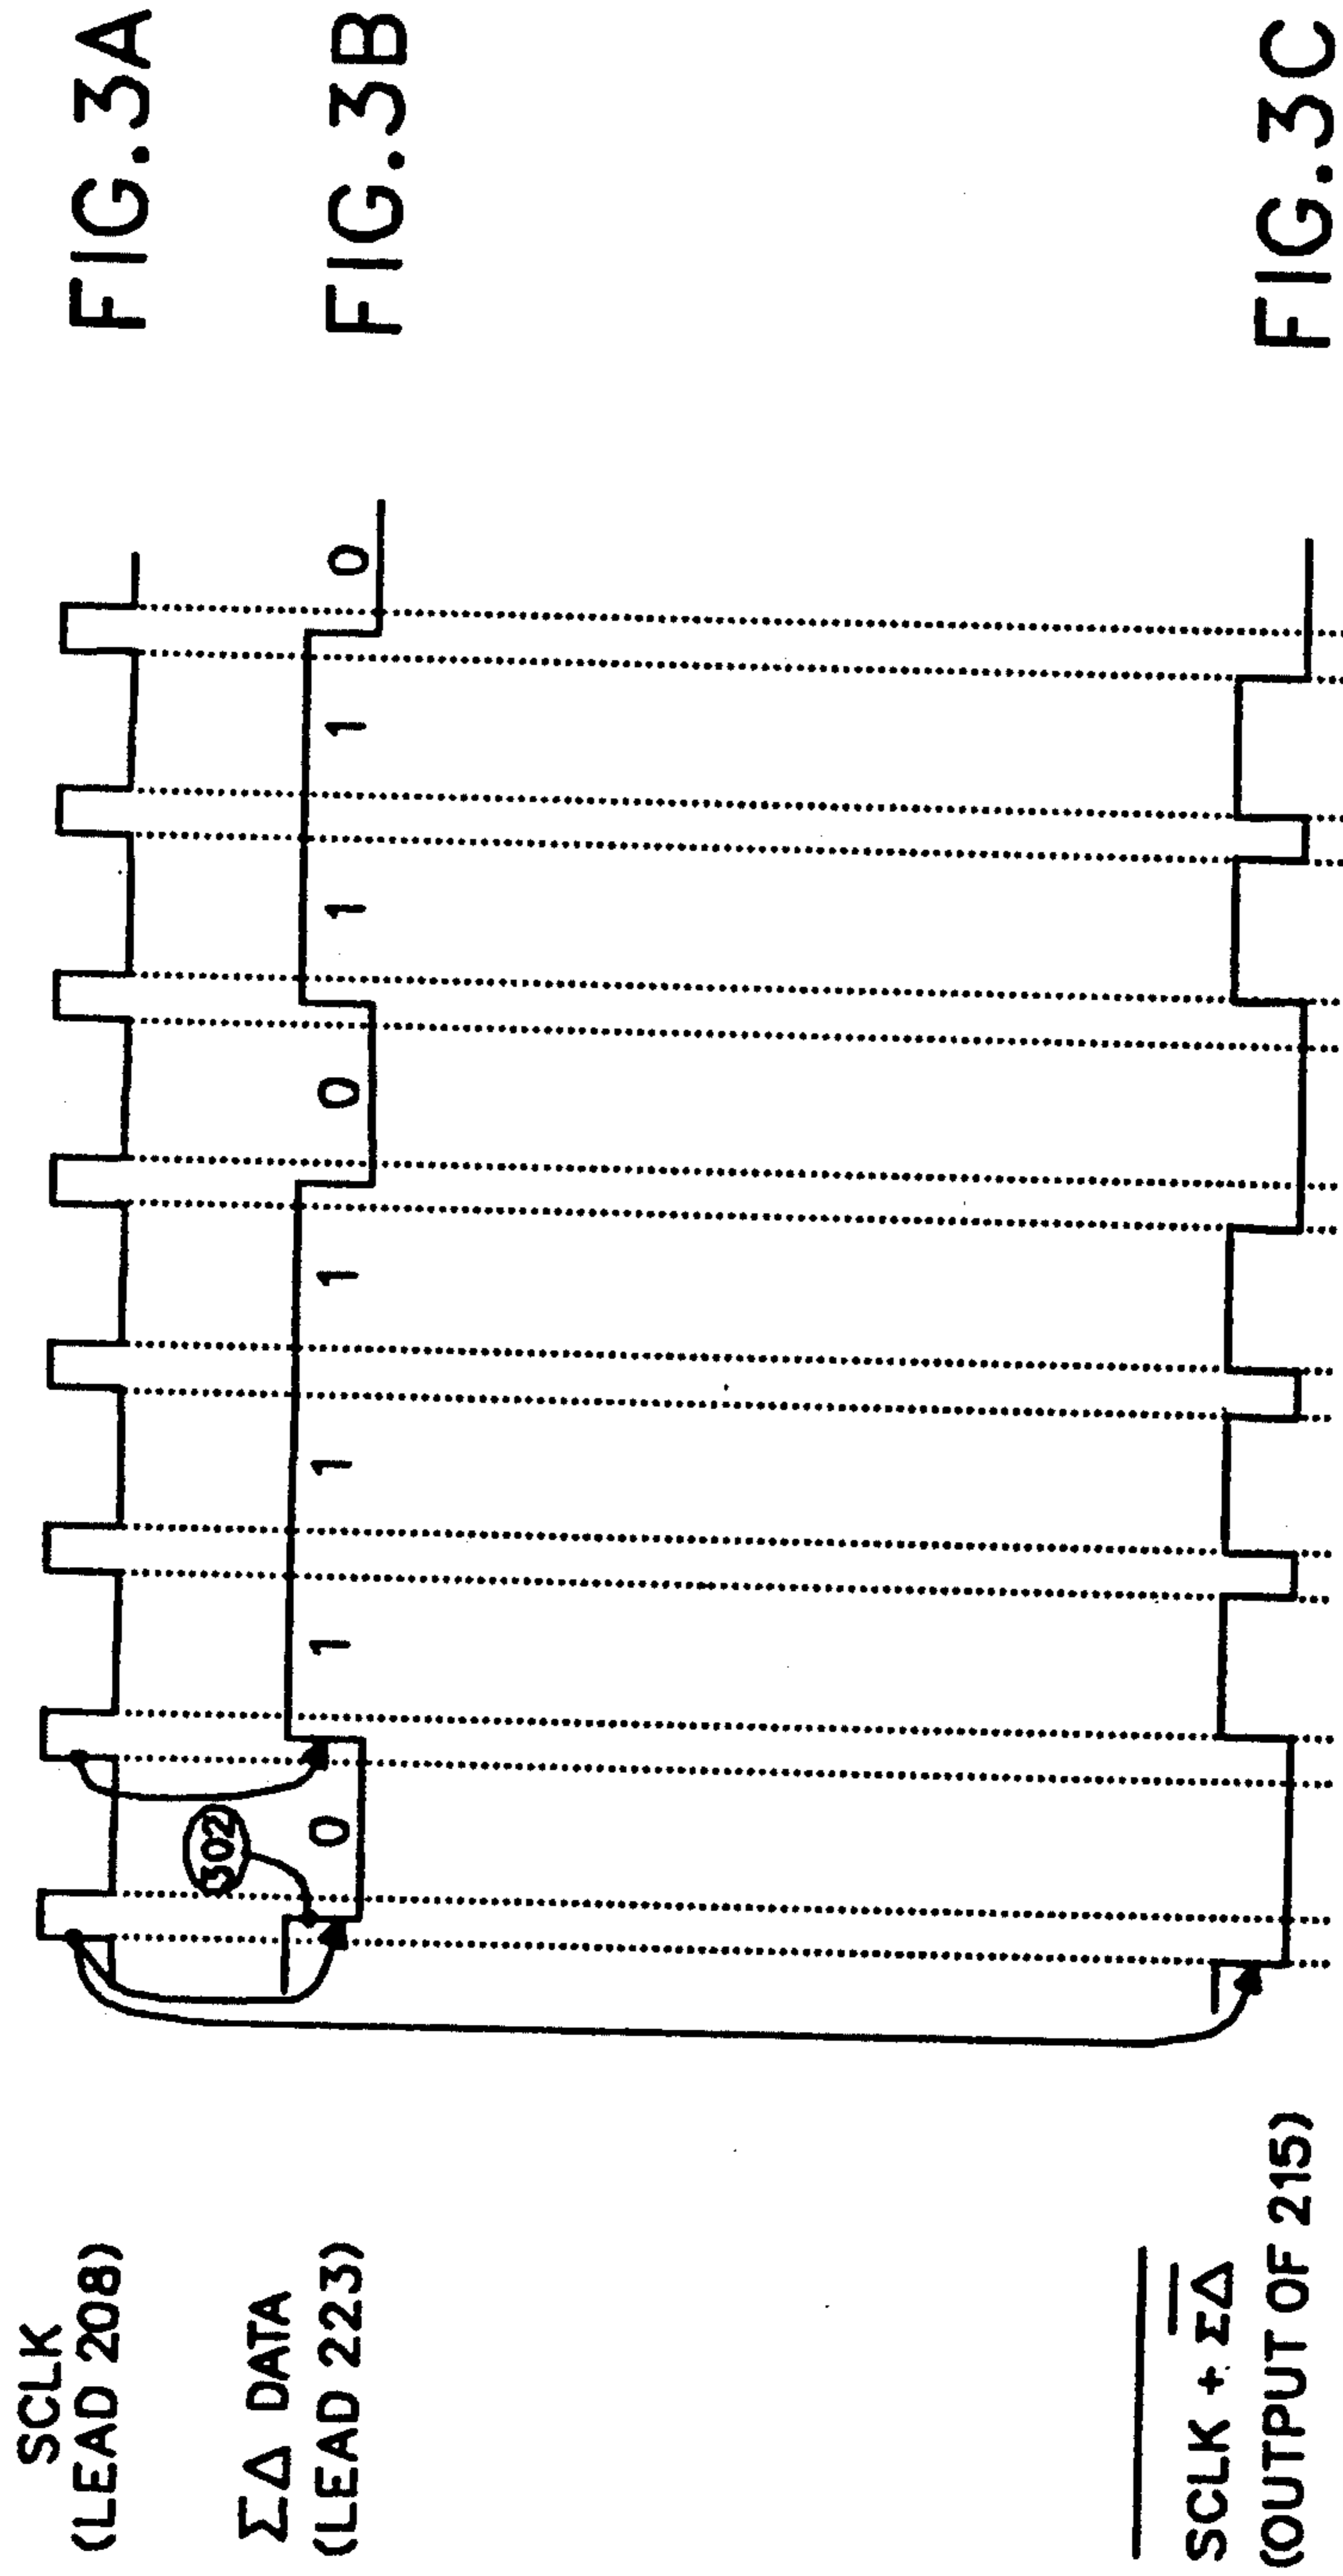 SCLK
(LEAD 208)
FIG.3A
ΣΔ DATA
(LEAD 223)
302
0 1 1 1 0 1 1 0
FIG.3B
SCLK + ΣΔ
(OUTPUT OF 215)
FIG.3C